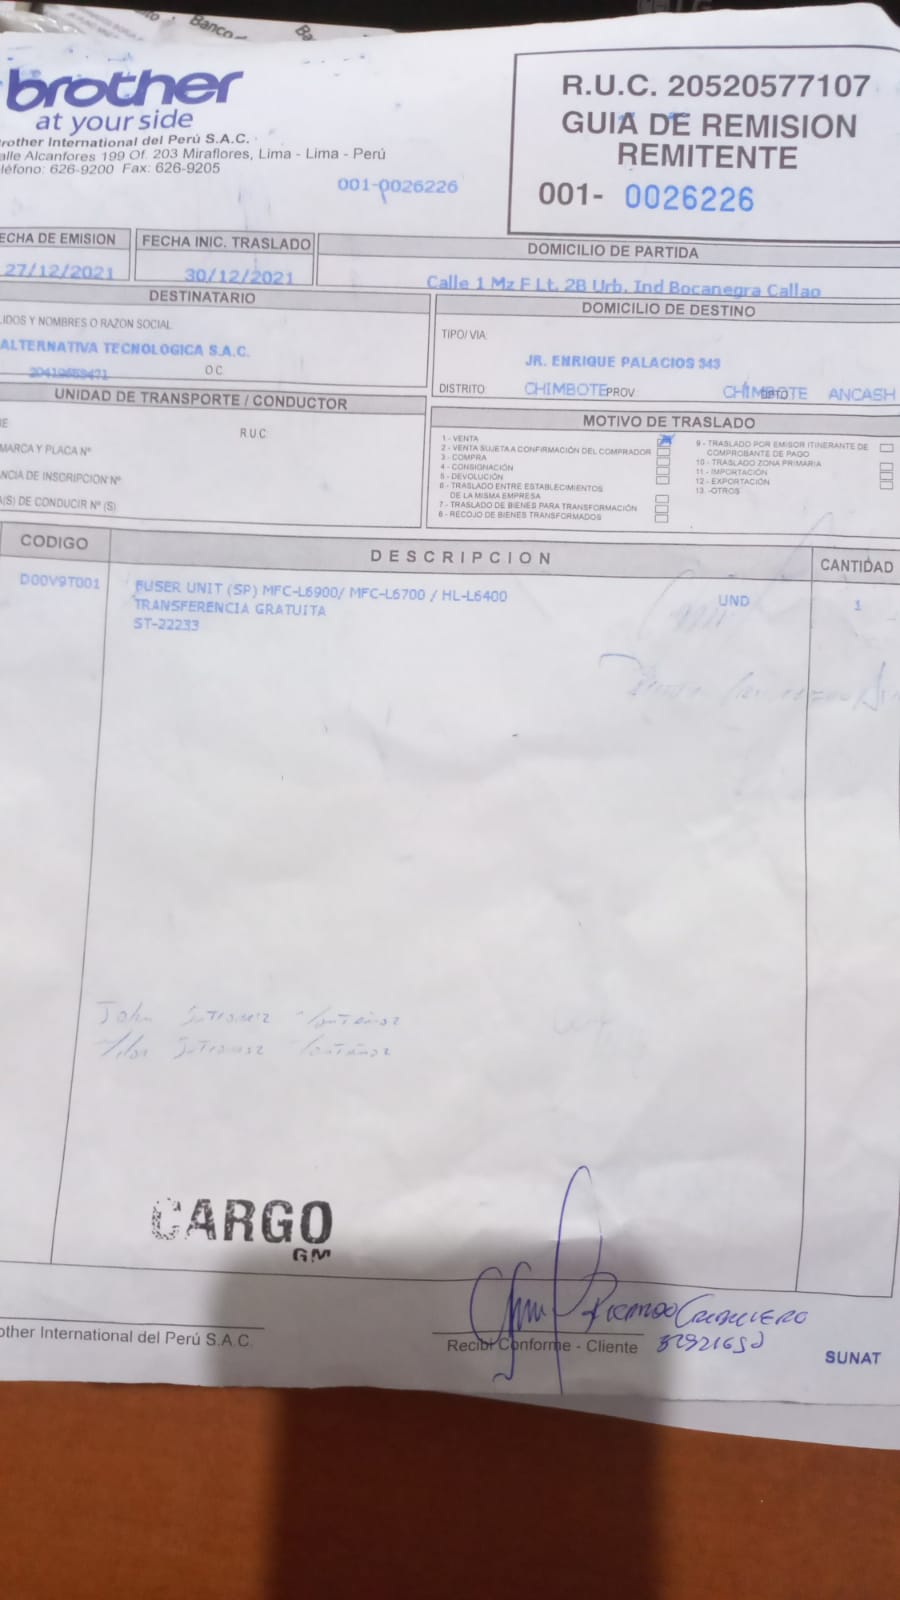 Banco
brother
at your side
rother International del Perú S.A.C.
alle Alcanfores 199 Of. 203 Miraflores, Lima - Lima - Perú
léfono: 626-9200 Fax: 626-9205
001-0026226
R.U.C. 20520577107
GUIA DE REMISION
REMITENTE
001- 0026226
ECHA DE EMISION
27/12/2021
FECHA INIC. TRASLADO
30/12/2021
DOMICILIO DE PARTIDA
Calle 1 Mz F Lt. 2B Urb. Ind Bocanegra Callao
DESTINATARIO
LIDOS Y NOMBRES O RAZON SOCIAL
ALTERNATIVA TECNOLOGICA S.A.C.
O C
DOMICILIO DE DESTINO
TIPO/ VIA:
JR. ENRIQUE PALACIOS 343
DISTRITO CHIMBOTE PROV CHIMBOTE DPTO ANCASH
UNIDAD DE TRANSPORTE / CONDUCTOR
RE R.U.C.
MARCA Y PLACA Nº
NCIA DE INSCRIPCION Nº
A(S) DE CONDUCIR Nº (S)
MOTIVO DE TRASLADO
1 - VENTA
2 - VENTA SUJETA A CONFIRMACIÓN DEL COMPRADOR
3 - COMPRA
4 - CONSIGNACIÓN
5 - DEVOLUCIÓN
6 - TRASLADO ENTRE ESTABLECIMIENTOS
DE LA MISMA EMPRESA
7 - TRASLADO DE BIENES PARA TRANSFORMACIÓN
8 - RECOJO DE BIENES TRANSFORMADOS
9 - TRASLADO POR EMISOR ITINERANTE DE
COMPROBANTE DE PAGO
10 - TRASLADO ZONA PRIMARIA
11 - IMPORTACIÓN
12 - EXPORTACIÓN
13. -OTROS
CODIGO
DESCRIPCION
CANTIDAD
D00V9T001
FUSER UNIT (SP) MFC-L6900/ MFC-L6700 / HL-L6400
UND
1
TRANSFERENCIA GRATUITA
ST-22233
John
CARGO
GM
other International del Perú S.A.C.
Recibí Conforme - Cliente
Ricardo Caballero
SUNAT